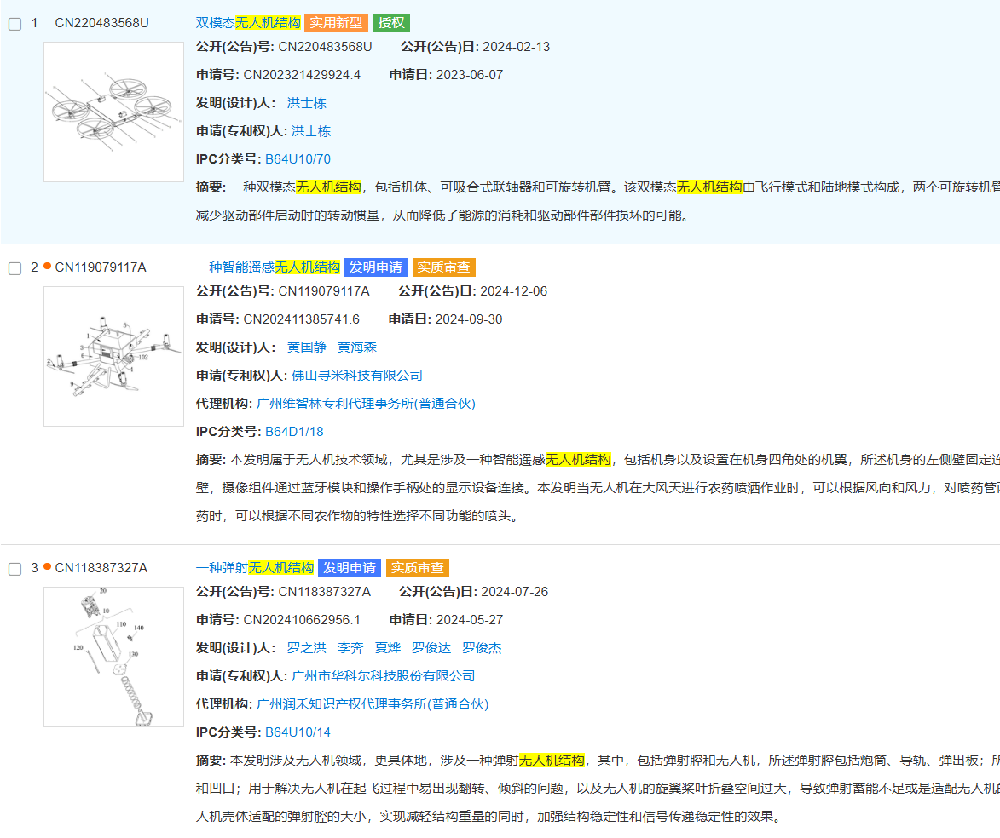 1 CN220483568U 双模态无人机结构 实用新型 授权
公开(公告)号: CN220483568U 公开(公告)日: 2024-02-13
申请号: CN202321429924.4 申请日: 2023-06-07
发明(设计)人: 洪士栋
申请(专利权)人: 洪士栋
IPC分类号: B64U10/70
摘要: 一种双模态无人机结构，包括机体、可吸合式联轴器和可旋转机臂。该双模态无人机结构由飞行模式和陆地模式构成，两个可旋转机臂
减少驱动部件启动时的转动惯量，从而降低了能源的消耗和驱动部件部件损坏的可能。
2 CN119079117A 一种智能遥感无人机结构 发明申请 实质审查
公开(公告)号: CN119079117A 公开(公告)日: 2024-12-06
申请号: CN202411385741.6 申请日: 2024-09-30
发明(设计)人: 黄国静 黄海森
申请(专利权)人: 佛山寻米科技有限公司
代理机构: 广州维智林专利代理事务所(普通合伙)
IPC分类号: B64D1/18
摘要: 本发明属于无人机技术领域，尤其是涉及一种智能遥感无人机结构，包括机身以及设置在机身四角处的机翼，所述机身的左侧壁固定连
壁，摄像组件通过蓝牙模块和操作手柄处的显示设备连接。本发明当无人机在大风天进行农药喷洒作业时，可以根据风向和风力，对喷药管
药时，可以根据不同农作物的特性选择不同功能的喷头。
5
1
3
6
102
2
4
9
3 CN118387327A 一种弹射无人机结构 发明申请 实质审查
公开(公告)号: CN118387327A 公开(公告)日: 2024-07-26
申请号: CN202410662956.1 申请日: 2024-05-27
发明(设计)人: 罗之洪 李奔 夏烨 罗俊达 罗俊杰
申请(专利权)人: 广州市华科尔科技股份有限公司
代理机构: 广州润禾知识产权代理事务所(普通合伙)
IPC分类号: B64U10/14
摘要: 本发明涉及无人机领域，更具体地，涉及一种弹射无人机结构，其中，包括弹射腔和无人机，所述弹射腔包括炮筒、导轨、弹出板；所
和凹口；用于解决无人机在起飞过程中易出现翻转、倾斜的问题，以及无人机的旋翼桨叶折叠空间过大，导致弹射蓄能不足或是适配无人机的
人机壳体适配的弹射腔的大小，实现减轻结构重量的同时，加强结构稳定性和信号传递稳定性的效果。
20
10
110
140
120
130